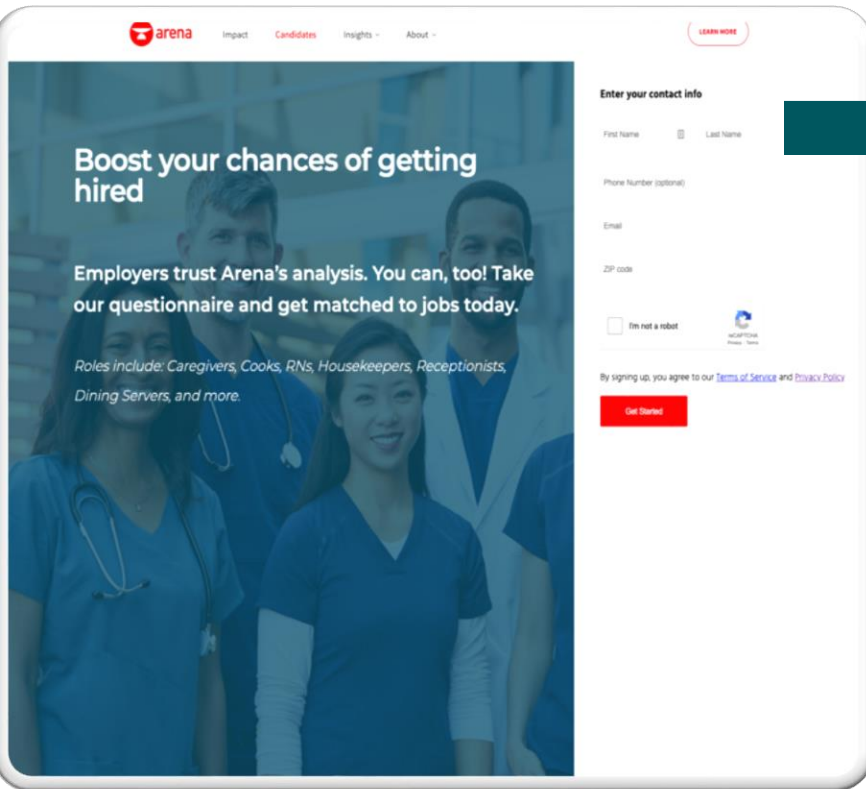 arena
Impact
Candidates
Insights
About
LEARN MORE
Boost your chances of getting
hired
Employers trust Arena's analysis. You can, too! Take
our questionnaire and get matched to jobs today.
Roles include: Caregivers, Cooks, RNs, Housekeepers, Receptionists,
Dining Servers, and more.
Enter your contact info
First Name
Last Name
Phone Number (optional)
Email
ZIP code
I'm not a robot
reCAPTCHA
Privacy - Terms
By signing up, you agree to our Terms of Service and Privacy Policy
Get Started